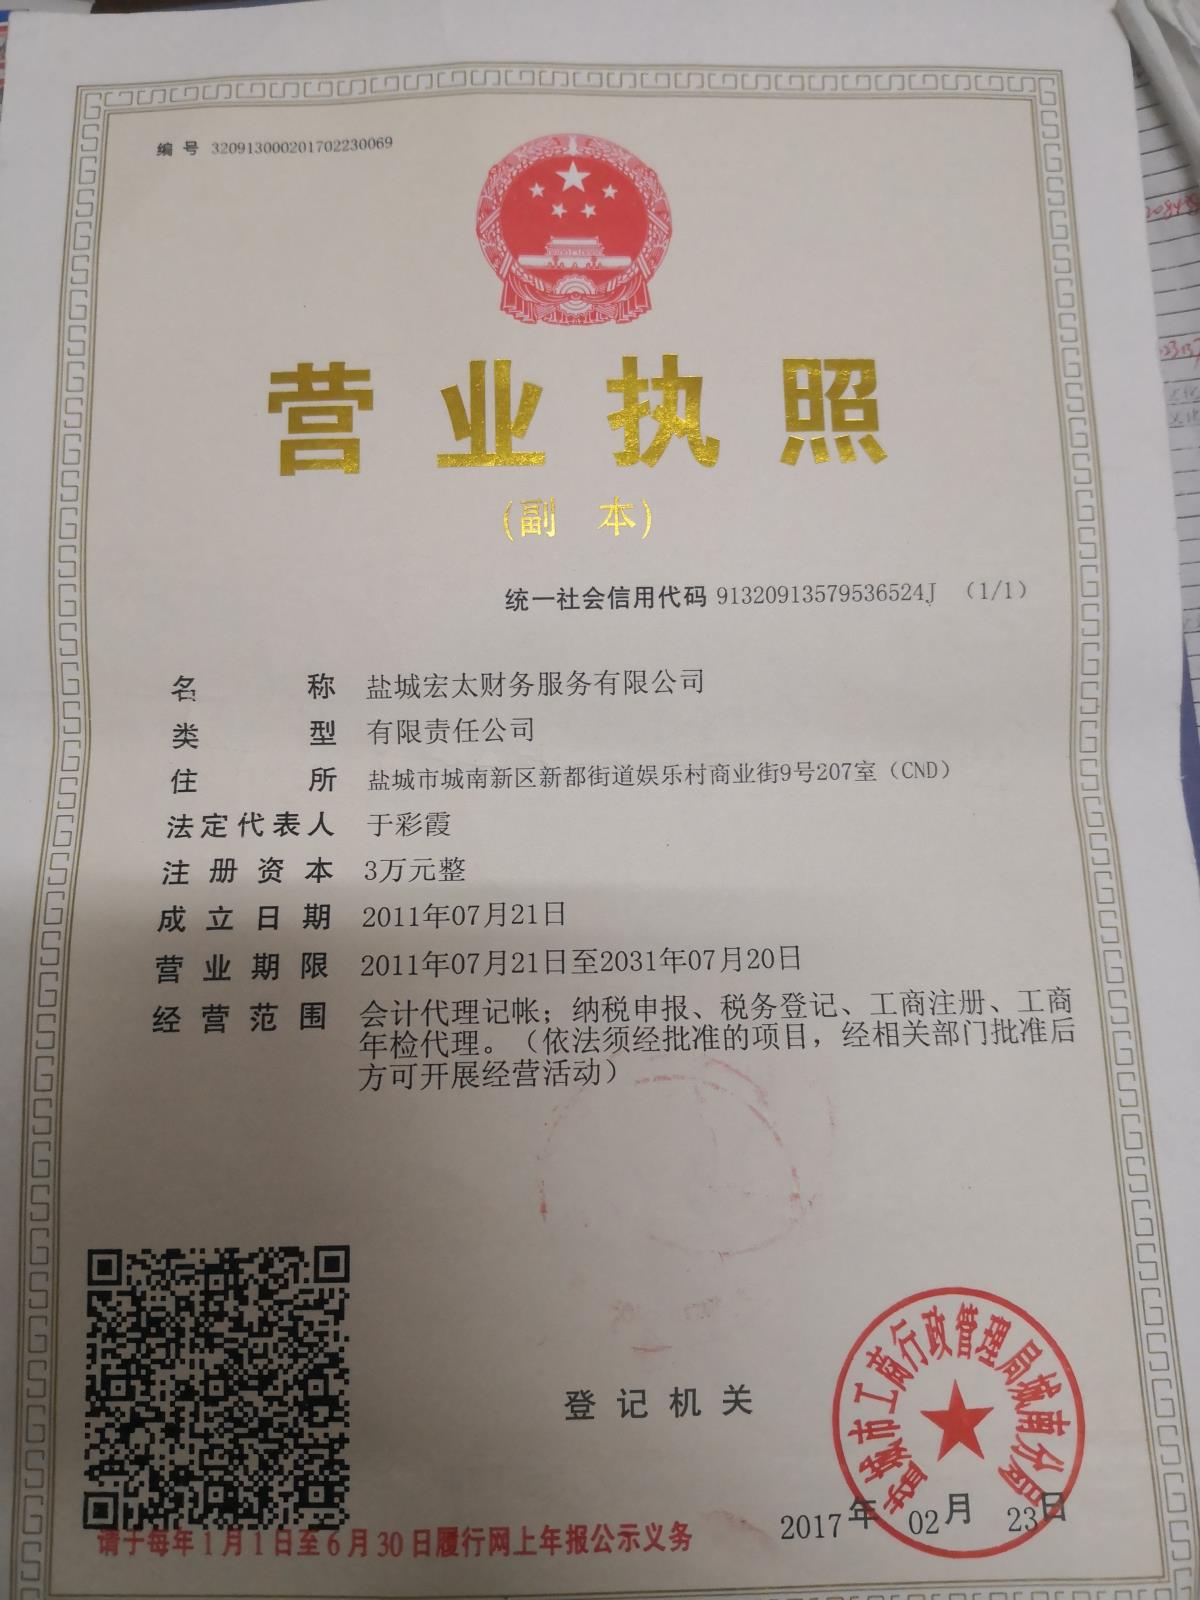 编号 320913000201702230069
营业执照
(副本)
统一社会信用代码 91320913579536524J （1/1）
名称 盐城宏太财务服务有限公司
类型 有限责任公司
住所 盐城市城南新区新都街道娱乐村商业街9号207室（CND）
法定代表人 于彩霞
注册资本 3万元整
成立日期 2011年07月21日
营业期限 2011年07月21日至2031年07月20日
经营范围 会计代理记帐；纳税申报、税务登记、工商注册、工商
年检代理。（依法须经批准的项目，经相关部门批准后
方可开展经营活动）
登记机关
盐城市工商行政管理局城南分局
2017年 02月 23日
请于每年1月1日至6月30日履行网上年报公示义务